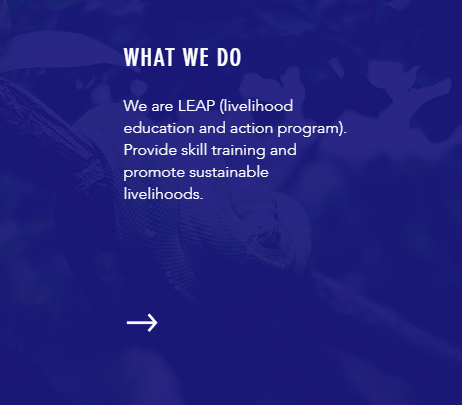 WHAT WE DO
We are LEAP (livelihood
education and action program).
Provide skill training and
promote sustainable
livelihoods.